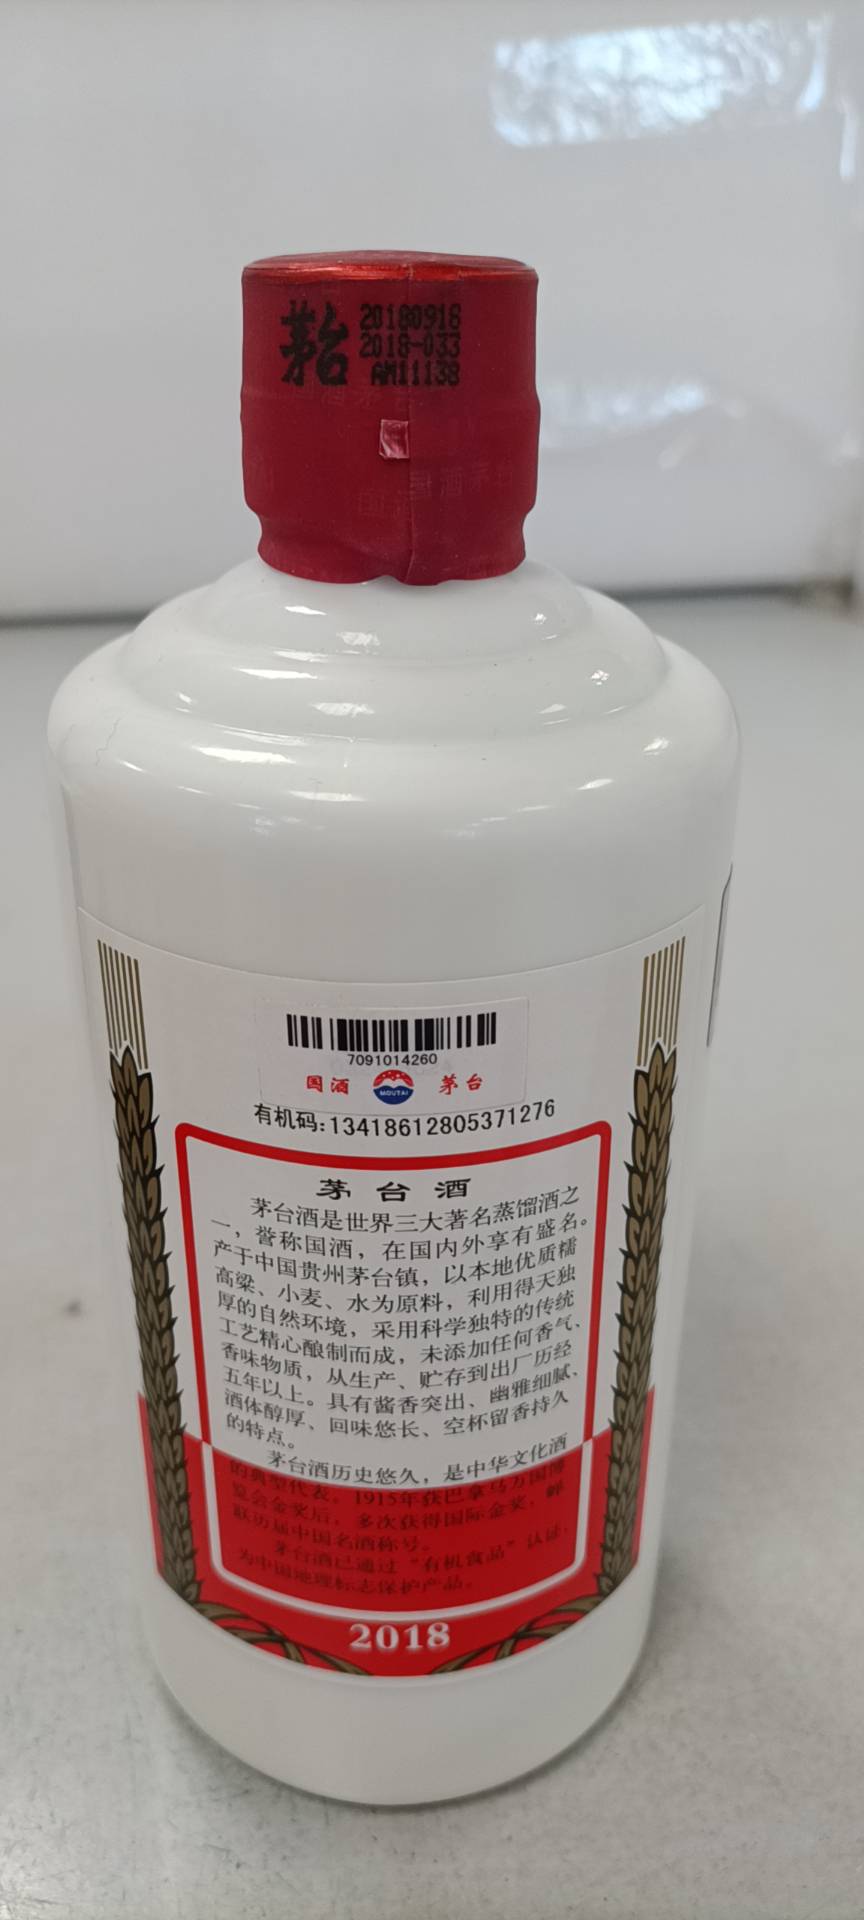 茅台
20180916
2018-033
AM11138
国酒茅台
7091014260
国酒 MOUTAI 茅台
有机码:13418612805371276
茅台酒
茅台酒是世界三大著名蒸馏酒之
一，誉称国酒，在国内外享有盛名。
产于中国贵州茅台镇，以本地优质糯
高粱、小麦、水为原料，利用得天独
厚的自然环境，采用科学独特的传统
工艺精心酿制而成，未添加任何香气、
香味物质，从生产、贮存到出厂历经
五年以上。具有酱香突出、幽雅细腻、
酒体醇厚、回味悠长、空杯留香持久
的特点。
茅台酒历史悠久，是中华文化酒
的典型代表。1915年获巴拿马万国博
览会金奖后，多次获得国际金奖，蝉
联历届中国名酒称号。
茅台酒已通过“有机食品”认证，
为中国地理标志保护产品。
2018